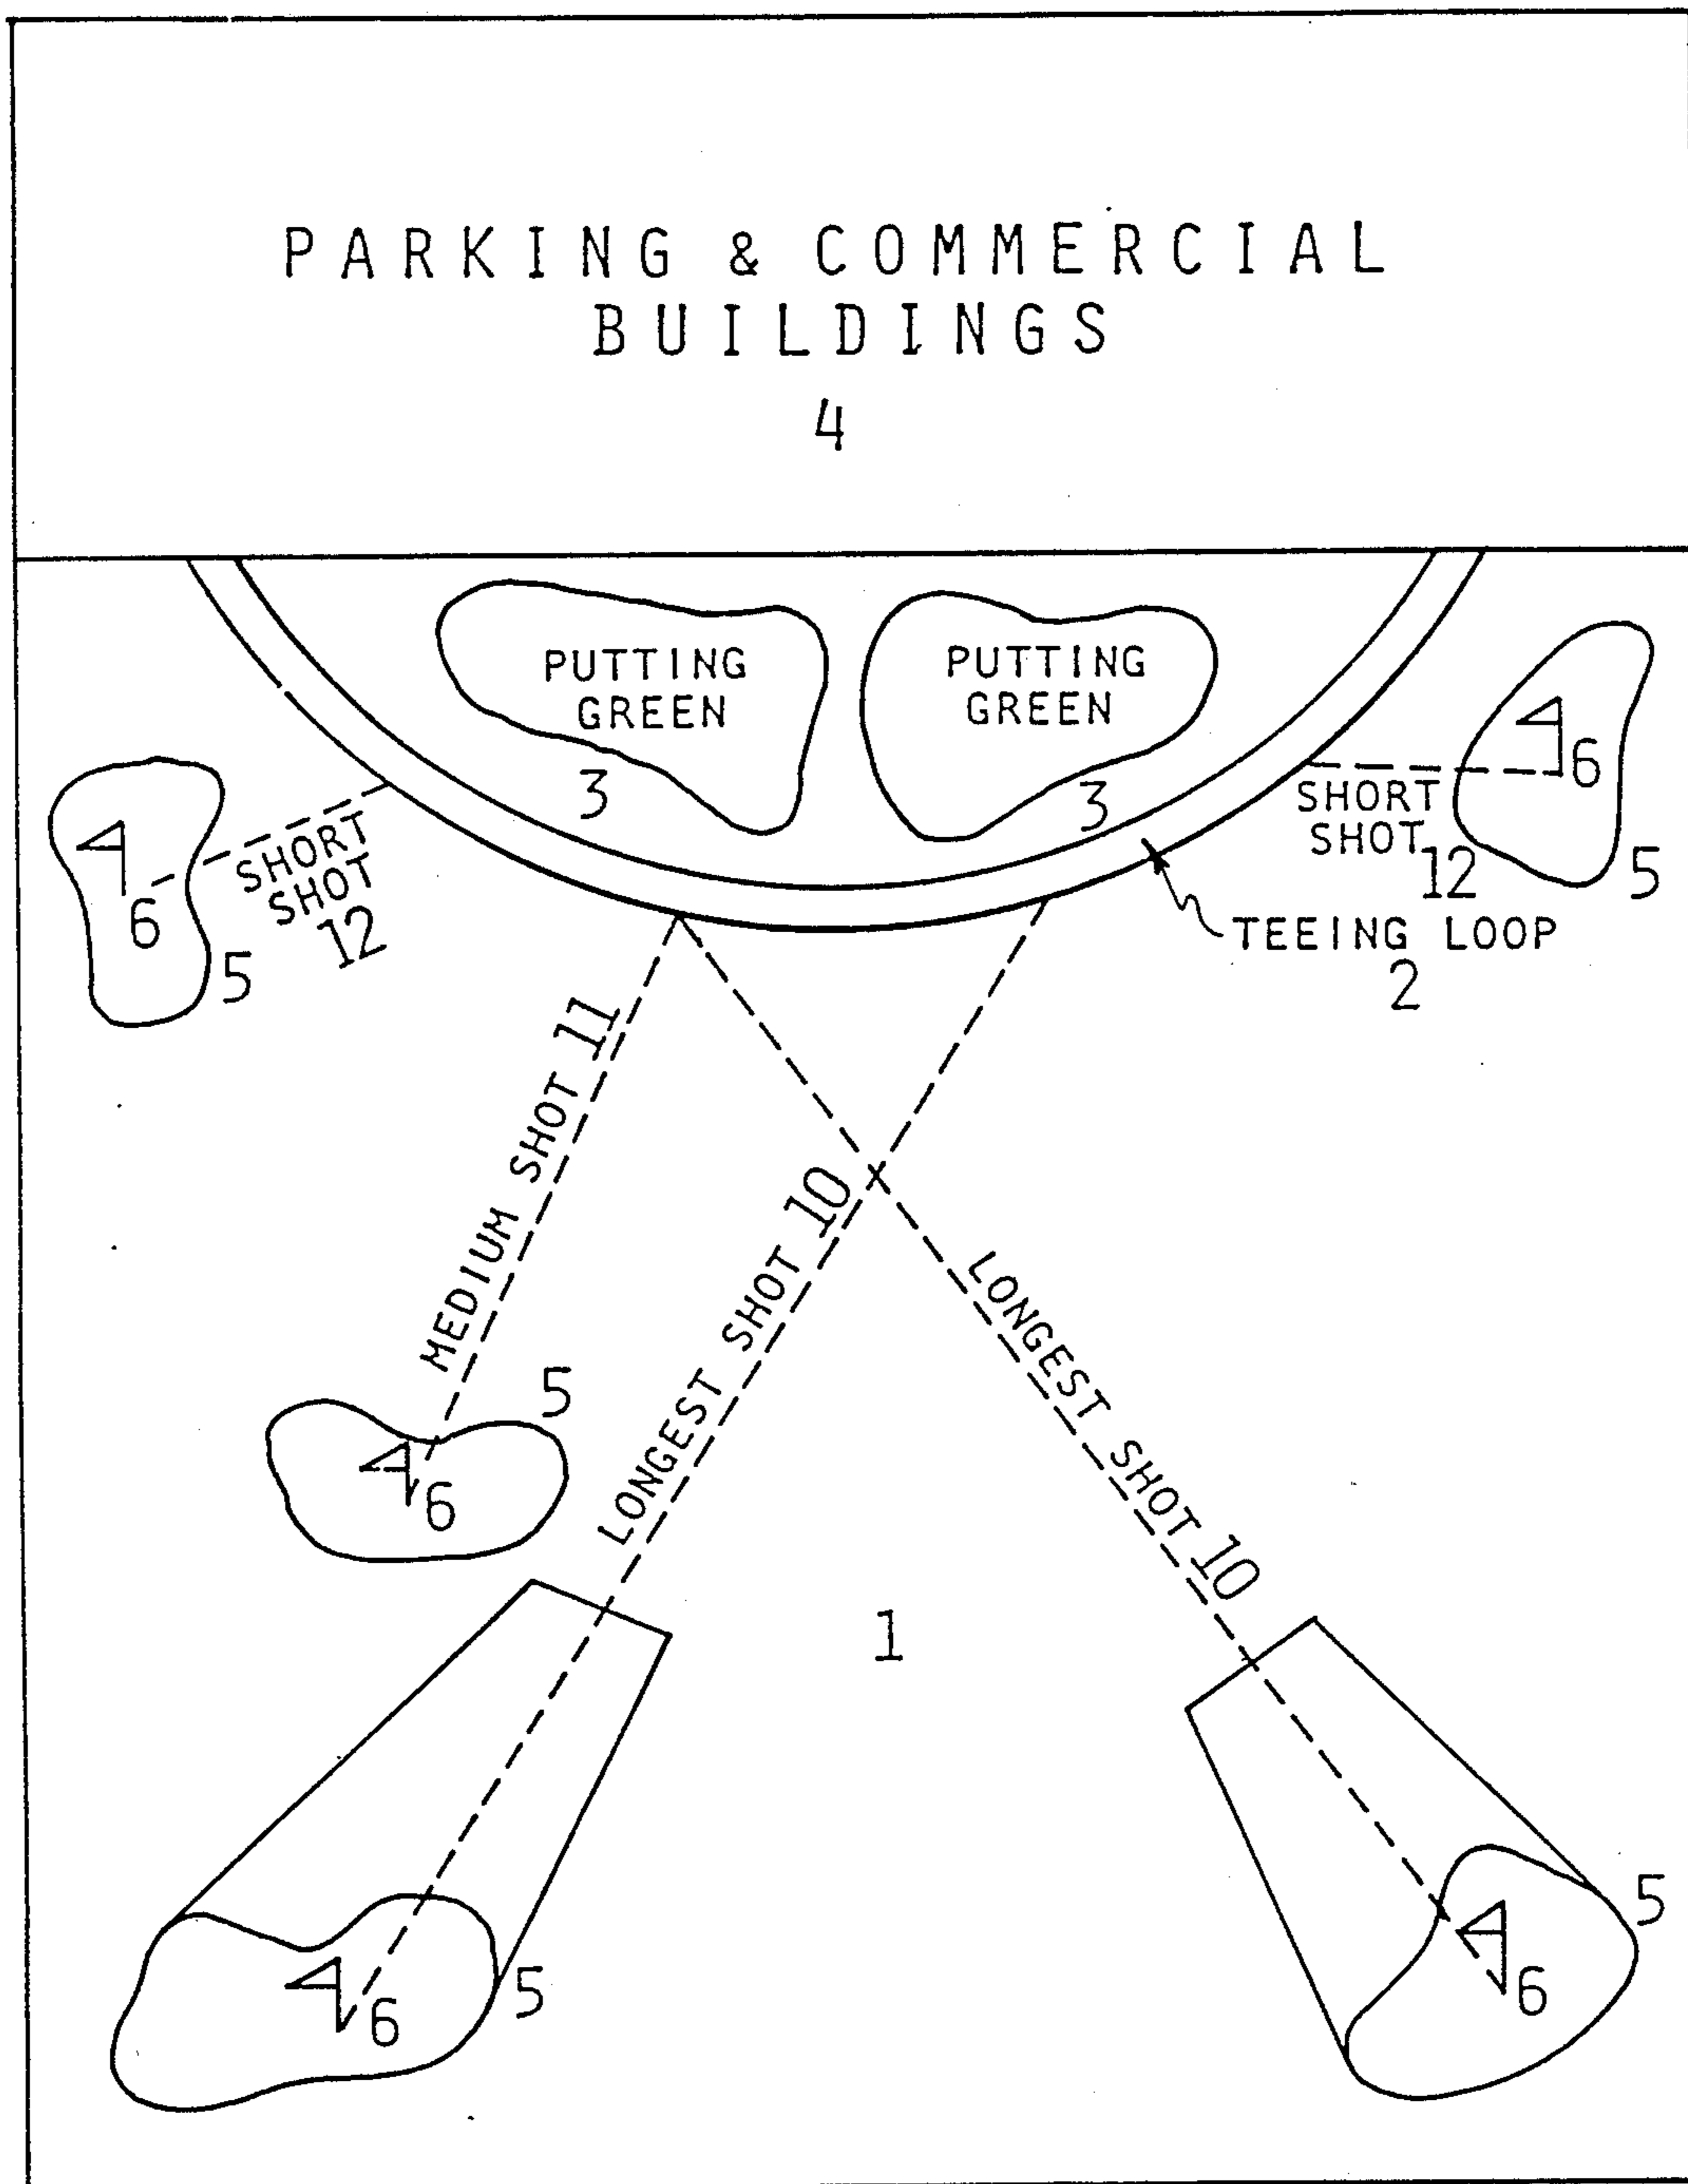 PARKING & COMMERCIAL
BUILDINGS
4
PUTTING
GREEN
3
PUTTING
GREEN
3
6
5
SHORT
SHOT
12
SHORT
SHOT
12
6
5
TEEING LOOP
2
MEDIUM SHOT 11
LONGEST SHOT 10
LONGEST SHOT 10
5
6
1
5
6
5
6